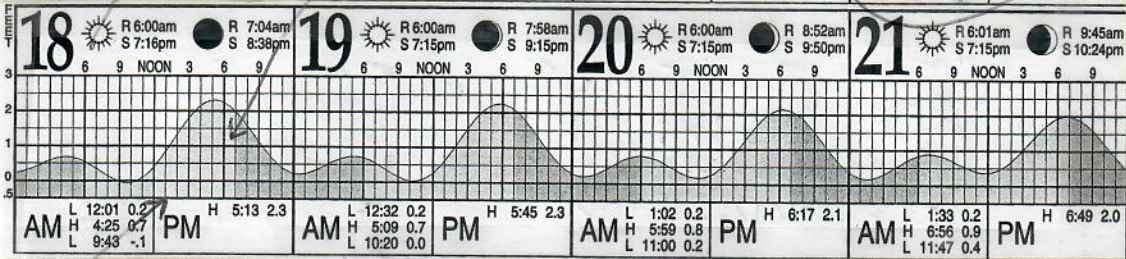 FEET
18 R 6:00am R 7:04am
S 7:16pm S 8:38pm
6 9 NOON 3 6 9
19 R 6:00am R 7:58am
S 7:15pm S 9:15pm
6 9 NOON 3 6 9
20 R 6:00am R 8:52am
S 7:15pm S 9:50pm
6 9 NOON 3 6 9
21 R 6:01am R 9:45am
S 7:15pm S 10:24pm
6 9 NOON 3 6 9
3
2
1
0
.5
AM L 12:01 0.2
H 4:25 0.7
L 9:43 -.1
PM H 5:13 2.3
AM L 12:32 0.2
H 5:09 0.7
L 10:20 0.0
PM H 5:45 2.3
AM L 1:02 0.2
H 5:59 0.8
L 11:00 0.2
PM H 6:17 2.1
AM L 1:33 0.2
H 6:56 0.9
L 11:47 0.4
PM H 6:49 2.0